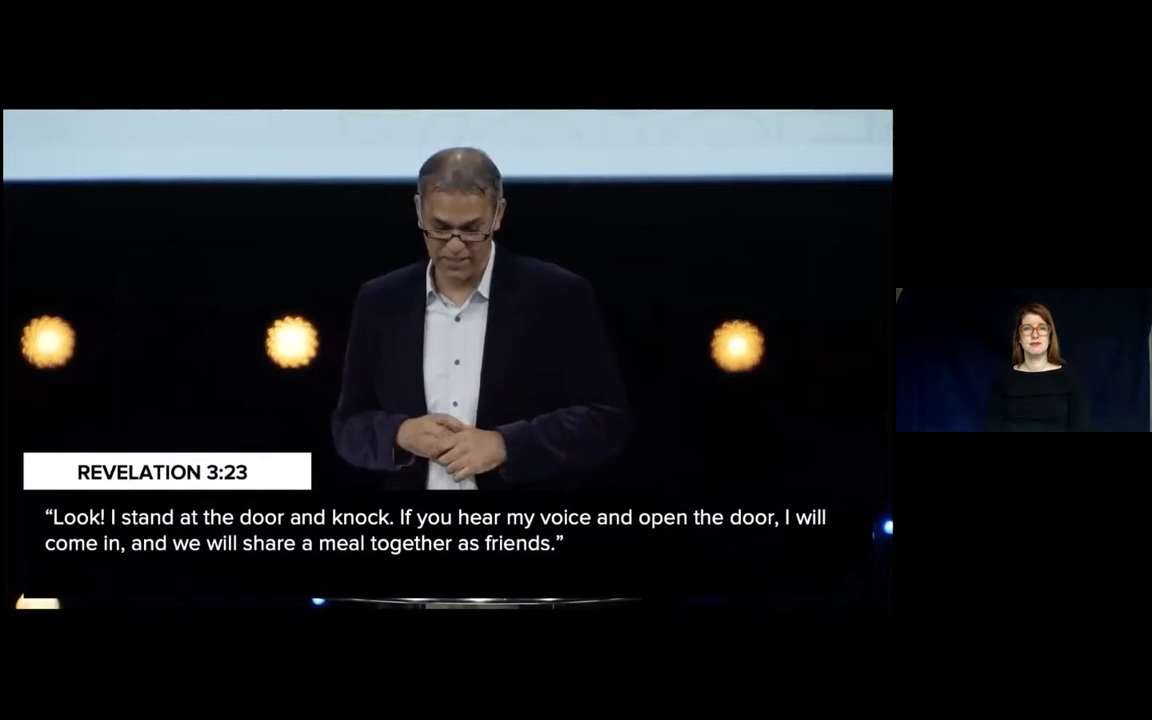 REVELATION 3:23
“Look! I stand at the door and knock. If you hear my voice and open the door, I will
come in, and we will share a meal together as friends.”